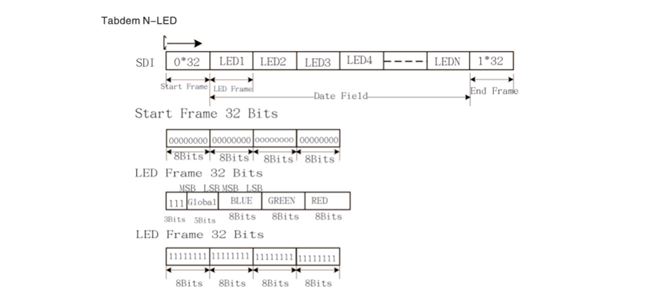 Tabdem N-LED
SDI 0*32 LED1 LED2 LED3 LED4 LEDN 1*32
Start Frame LED Frame Date Field End Frame
Start Frame 32 Bits
00000000 00000000 00000000 00000000
8Bits 8Bits 8Bits 8Bits
LED Frame 32 Bits
MSB LSB MSB LSB
111 Global BLUE GREEN RED
3Bits 5Bits 8Bits 8Bits 8Bits
LED Frame 32 Bits
11111111 11111111 11111111 11111111
8Bits 8Bits 8Bits 8Bits